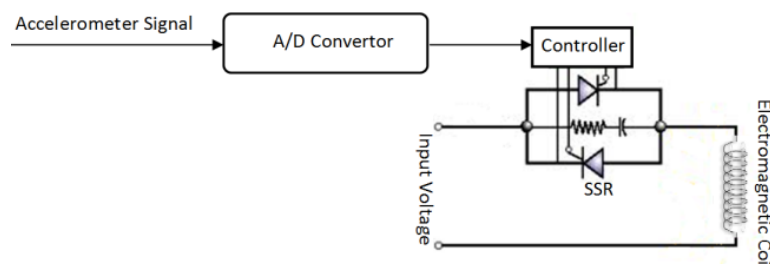 Accelerometer Signal
A/D Convertor
Controller
SSR
Input Voltage
Electromagnetic Coi